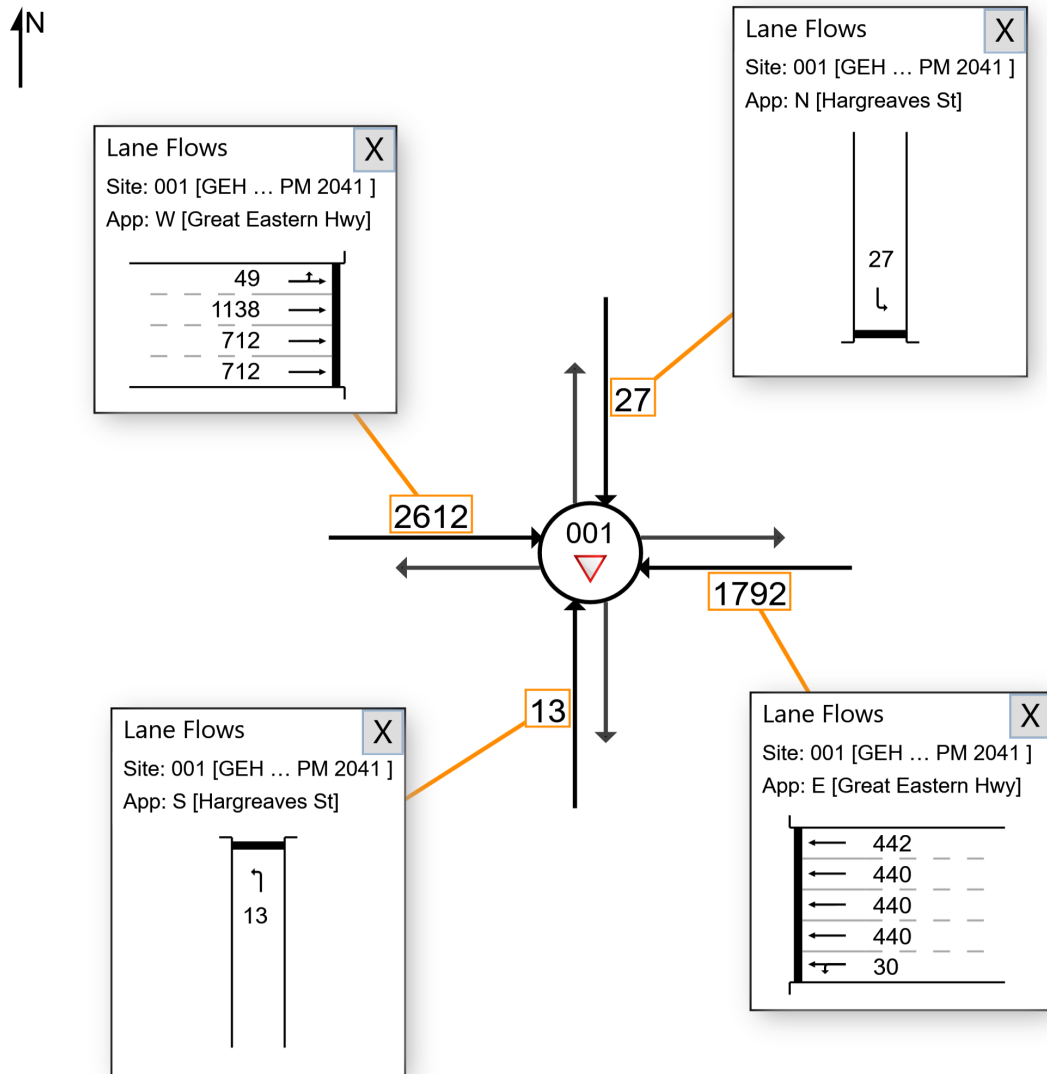 N
Lane Flows
X
Site: 001 [GEH ... PM 2041 ]
App: N [Hargreaves St]
27
Lane Flows
X
Site: 001 [GEH ... PM 2041 ]
App: W [Great Eastern Hwy]
49
1138
712
712
27
2612
001
1792
13
Lane Flows
X
Site: 001 [GEH ... PM 2041 ]
App: S [Hargreaves St]
13
Lane Flows
X
Site: 001 [GEH ... PM 2041 ]
App: E [Great Eastern Hwy]
442
440
440
440
30